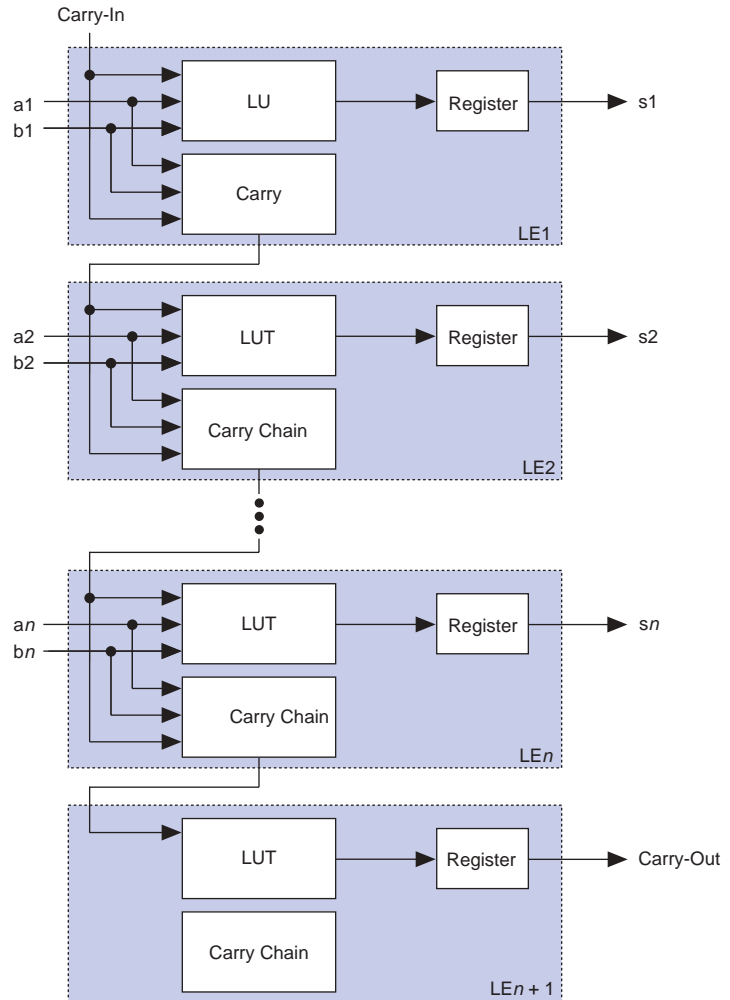 Carry-In
a1
b1
LU
Register
s1
Carry
LE1
a2
b2
LUT
Register
s2
Carry Chain
LE2
an
bn
LUT
Register
sn
Carry Chain
LEn
LUT
Register
Carry-Out
Carry Chain
LEn + 1